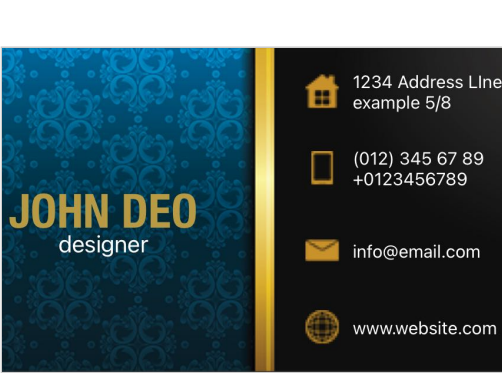 JOHN DEO
designer
1234 Address LIne
example 5/8
(012) 345 67 89
+0123456789
info@email.com
www.website.com